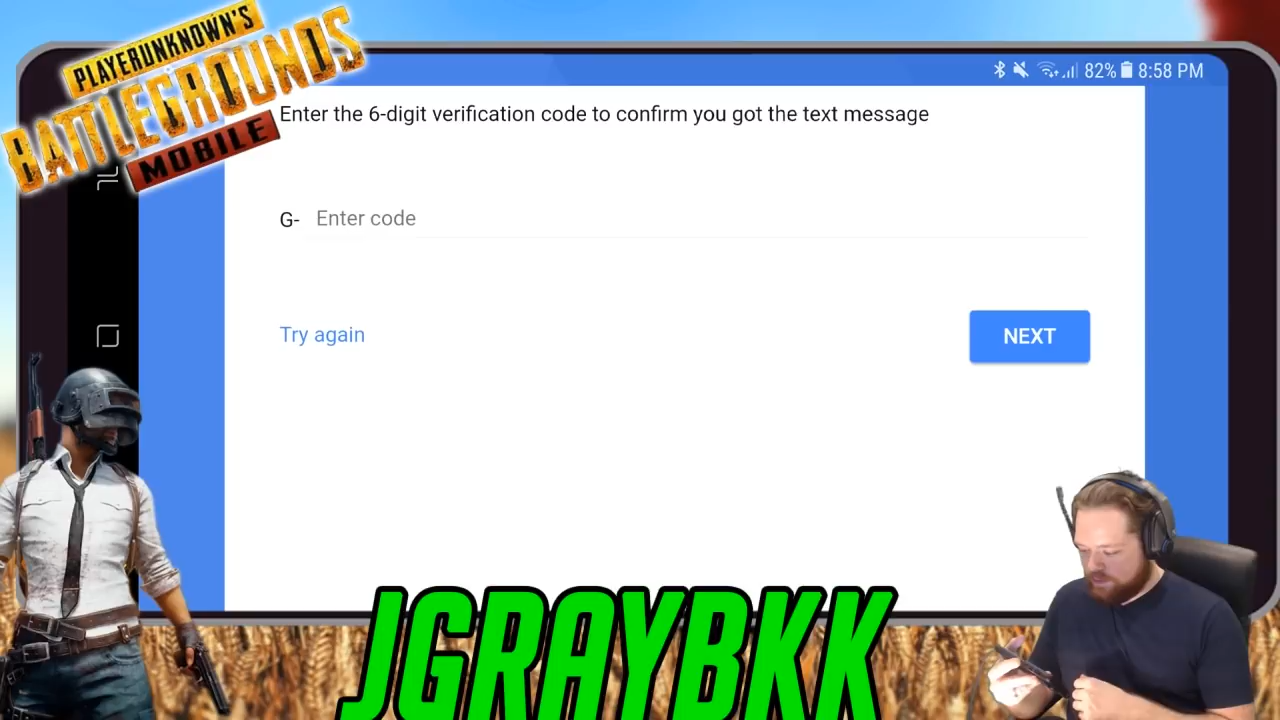 PLAYERUNKNOWN'S
BATTLEGROUNDS
MOBILE
82% 8:58 PM
Enter the 6-digit verification code to confirm you got the text message
G- Enter code
Try again
NEXT
JGRAYBKK